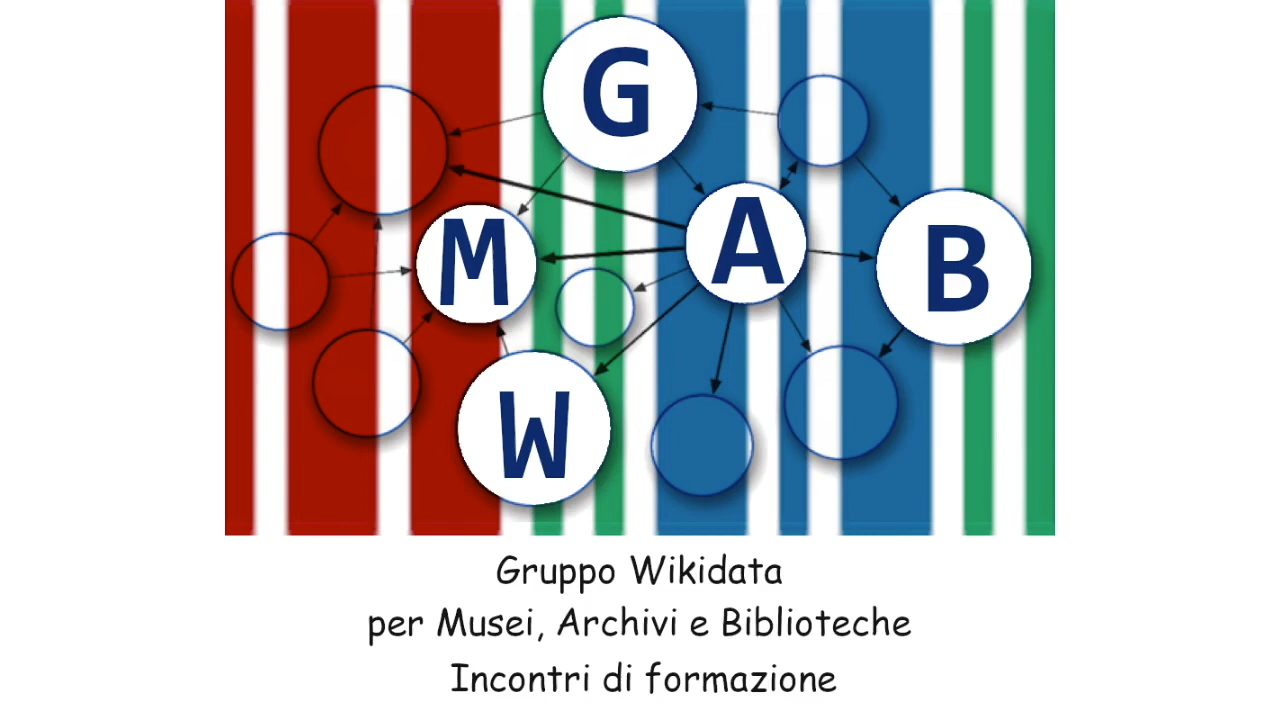 G
A
B
M
W
Gruppo Wikidata
per Musei, Archivi e Biblioteche
Incontri di formazione